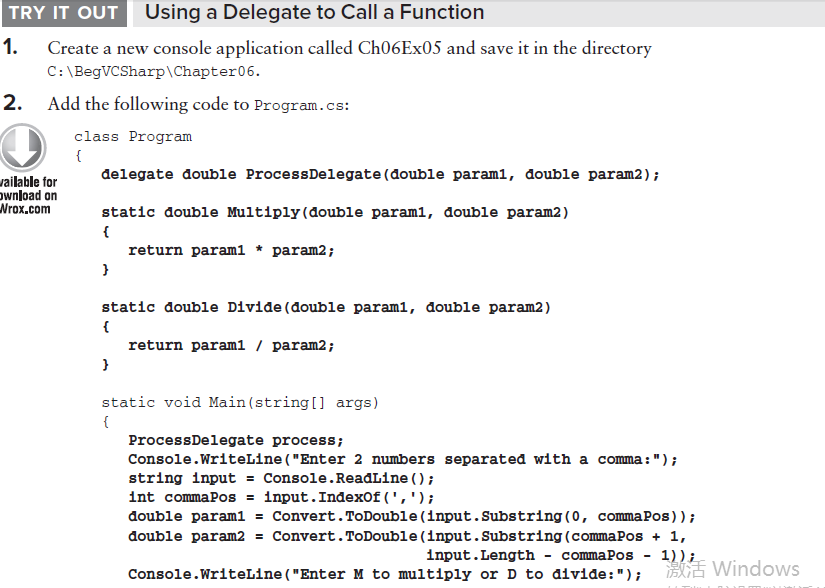 TRY IT OUT Using a Delegate to Call a Function
1. Create a new console application called Ch06Ex05 and save it in the directory
C:\BegVCSharp\Chapter06.
2. Add the following code to Program.cs:
class Program
{
vailable for
ownload on
Wrox.com
delegate double ProcessDelegate(double param1, double param2);
static double Multiply(double param1, double param2)
{
return param1 * param2;
}
static double Divide(double param1, double param2)
{
return param1 / param2;
}
static void Main(string[] args)
{
ProcessDelegate process;
Console.WriteLine("Enter 2 numbers separated with a comma:");
string input = Console.ReadLine();
int commaPos = input.IndexOf(',');
double param1 = Convert.ToDouble(input.Substring(0, commaPos));
double param2 = Convert.ToDouble(input.Substring(commaPos + 1,
input.Length - commaPos - 1));
Console.WriteLine("Enter M to multiply or D to divide:");
激活 Windows